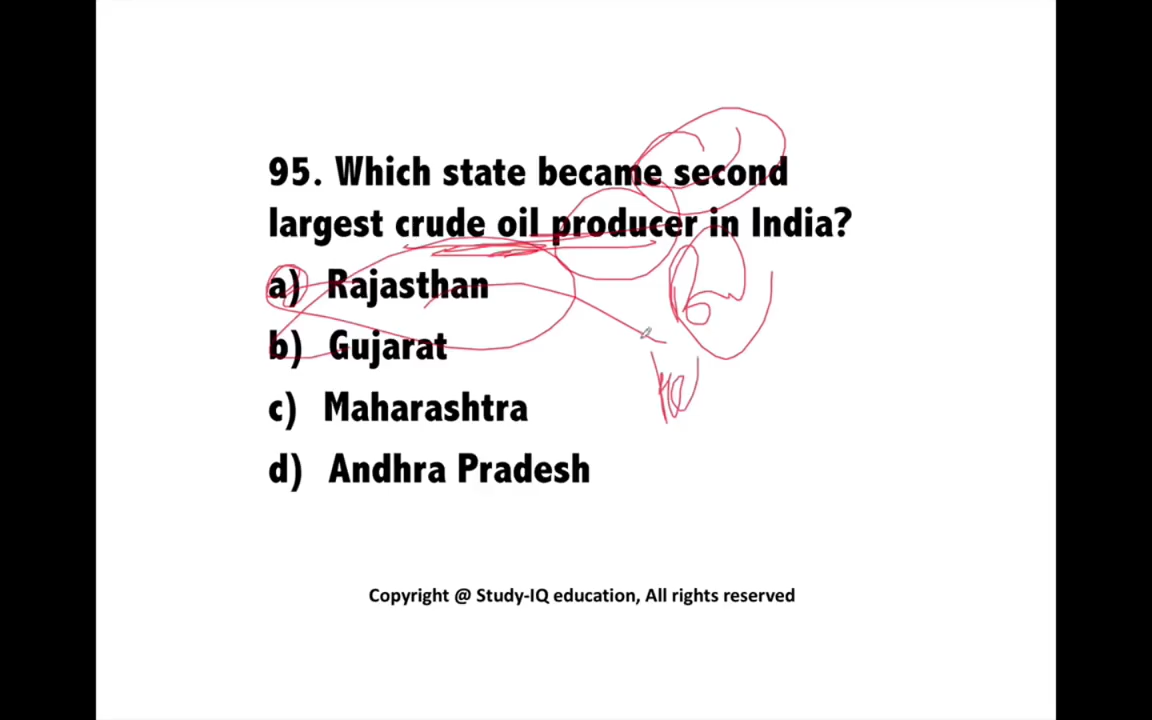 95. Which state became second
largest crude oil producer in India?
a) Rajasthan
b) Gujarat
c) Maharashtra
d) Andhra Pradesh
Copyright @ Study-IQ education, All rights reserved